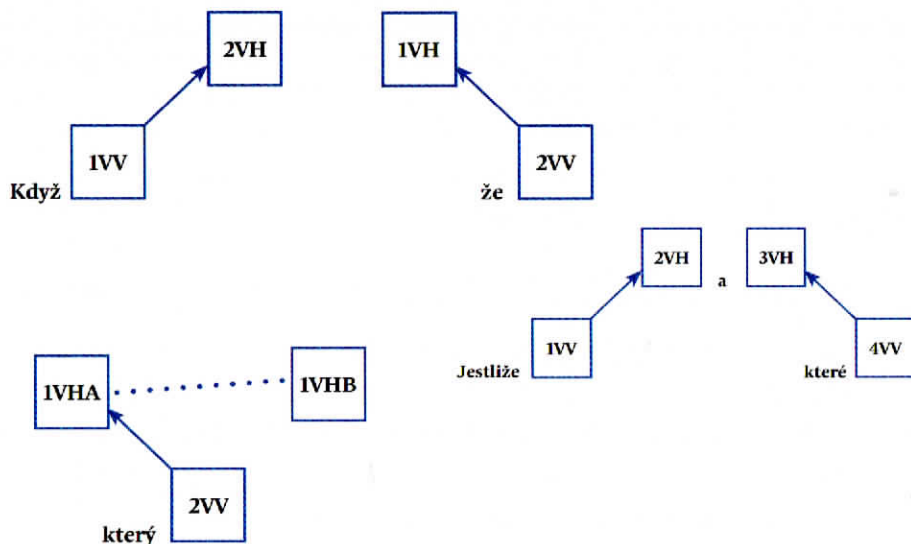 2VH 1VH
1VV 2VV
Když že
2VH a 3VH
1VV 4VV
Jestliže které
1VHA 1VHB
2VV
který